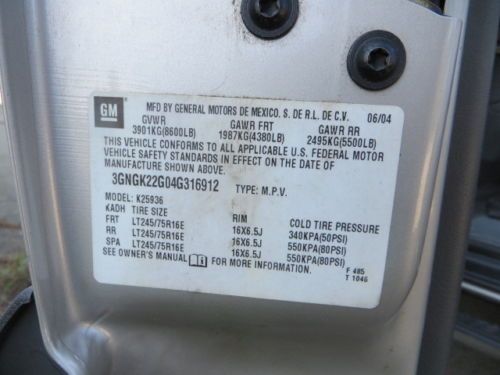 GM
MFD BY GENERAL MOTORS DE MEXICO. S. DE R.L. DE C.V. 06/04
GVWR GAWR FRT GAWR RR
3901KG(8600LB) 1987KG(4380LB) 2495KG(5500LB)
THIS VEHICLE CONFORMS TO ALL APPLICABLE U.S. FEDERAL MOTOR
VEHICLE SAFETY STANDARDS IN EFFECT ON THE DATE OF
MANUFACTURE SHOWN ABOVE.
3GNGK22G04G316912 TYPE: M.P.V.
MODEL: K25936
KADH TIRE SIZE RIM COLD TIRE PRESSURE
FRT LT245/75R16E 16X6.5J 340KPA(50PSI)
RR LT245/75R16E 16X6.5J 550KPA(80PSI)
SPA LT245/75R16E 16X6.5J 550KPA(80PSI)
SEE OWNER'S MANUAL FOR MORE INFORMATION.
F 485
T 1046